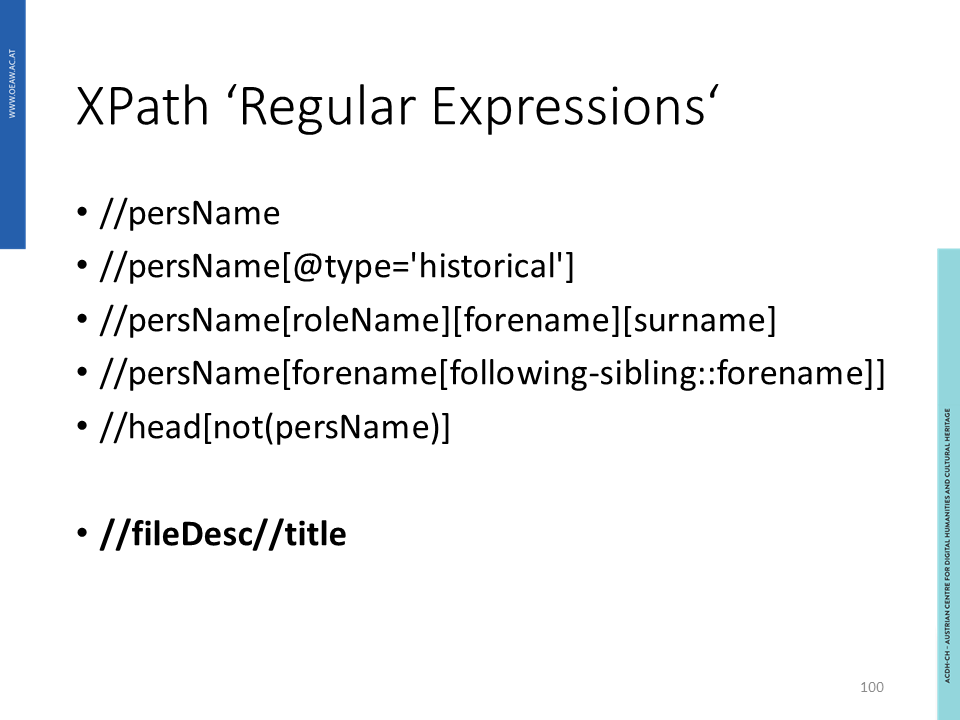 WWW.OEAW.AC.AT
XPath ‘Regular Expressions‘
• //persName
• //persName[@type='historical']
• //persName[roleName][forename][surname]
• //persName[forename[following-sibling::forename]]
• //head[not(persName)]
• //fileDesc//title
ACDH-CH – AUSTRIAN CENTRE FOR DIGITAL HUMANITIES AND CULTURAL HERITAGE
100